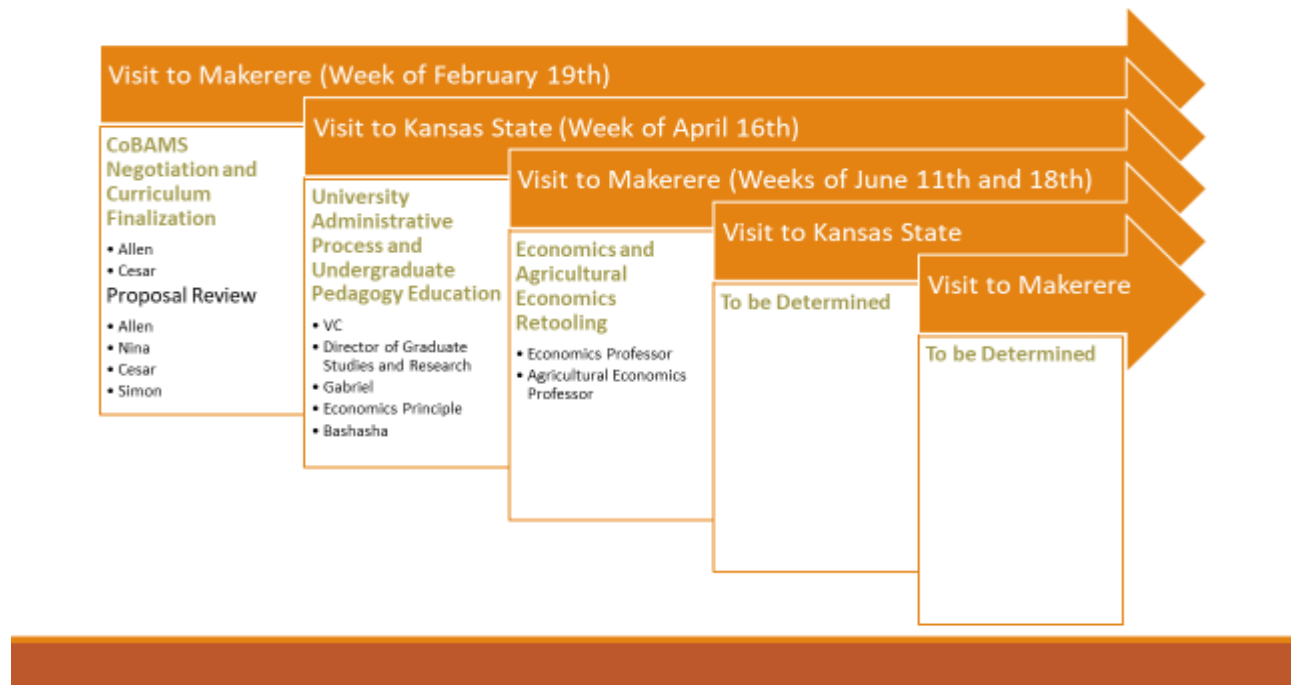 Visit to Makerere (Week of February 19th)
CoBAMS
Negotiation and
Curriculum
Finalization
• Allen
• Cesar
Proposal Review
• Allen
• Nina
• Cesar
• Simon
Visit to Kansas State (Week of April 16th)
University
Administrative
Process and
Undergraduate
Pedagogy Education
• VC
• Director of Graduate
Studies and Research
• Gabriel
• Economics Principle
• Bashasha
Visit to Makerere (Weeks of June 11th and 18th)
Economics and
Agricultural
Economics
Retooling
• Economics Professor
• Agricultural Economics
Professor
Visit to Kansas State
To be Determined
Visit to Makerere
To be Determined